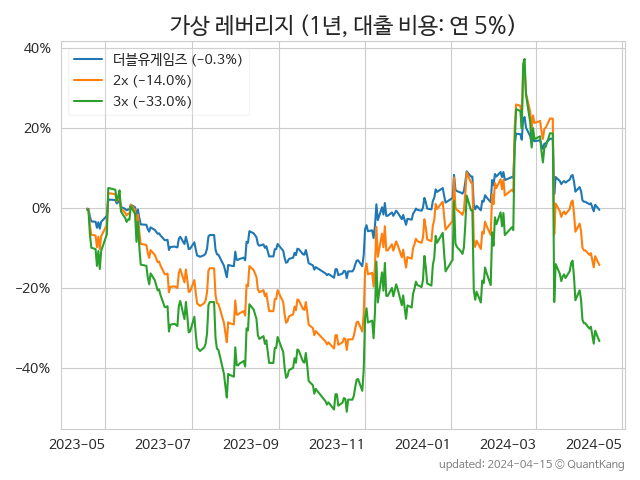 가상 레버리지 (1년, 대출 비용: 연 5%)
40%
20%
0%
−20%
−40%
더블유게임즈 (−0.3%)
2x (−14.0%)
3x (−33.0%)
2023-05 2023-07 2023-09 2023-11 2024-01 2024-03 2024-05
updated: 2024-04-15 © QuantKang